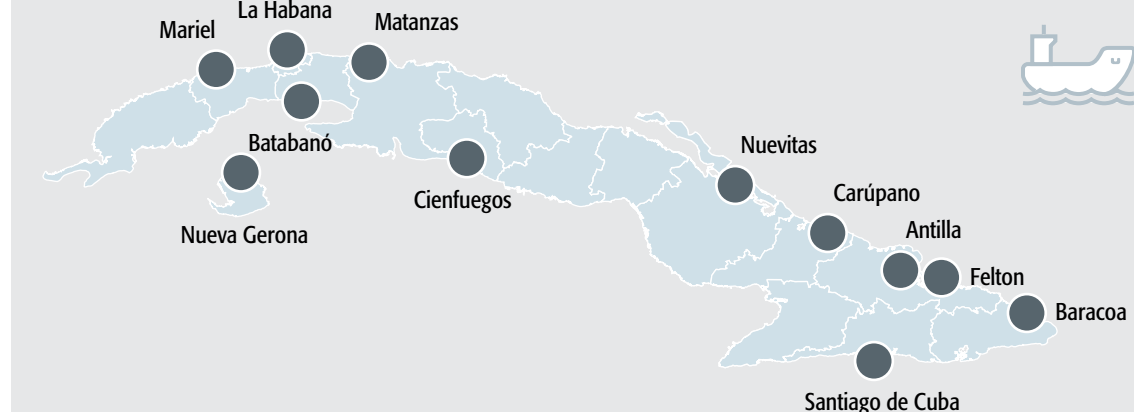 La Habana
Mariel
Matanzas
Batabanó
Nuevitas
Cienfuegos
Carúpano
Nueva Gerona
Antilla
Felton
Baracoa
Santiago de Cuba